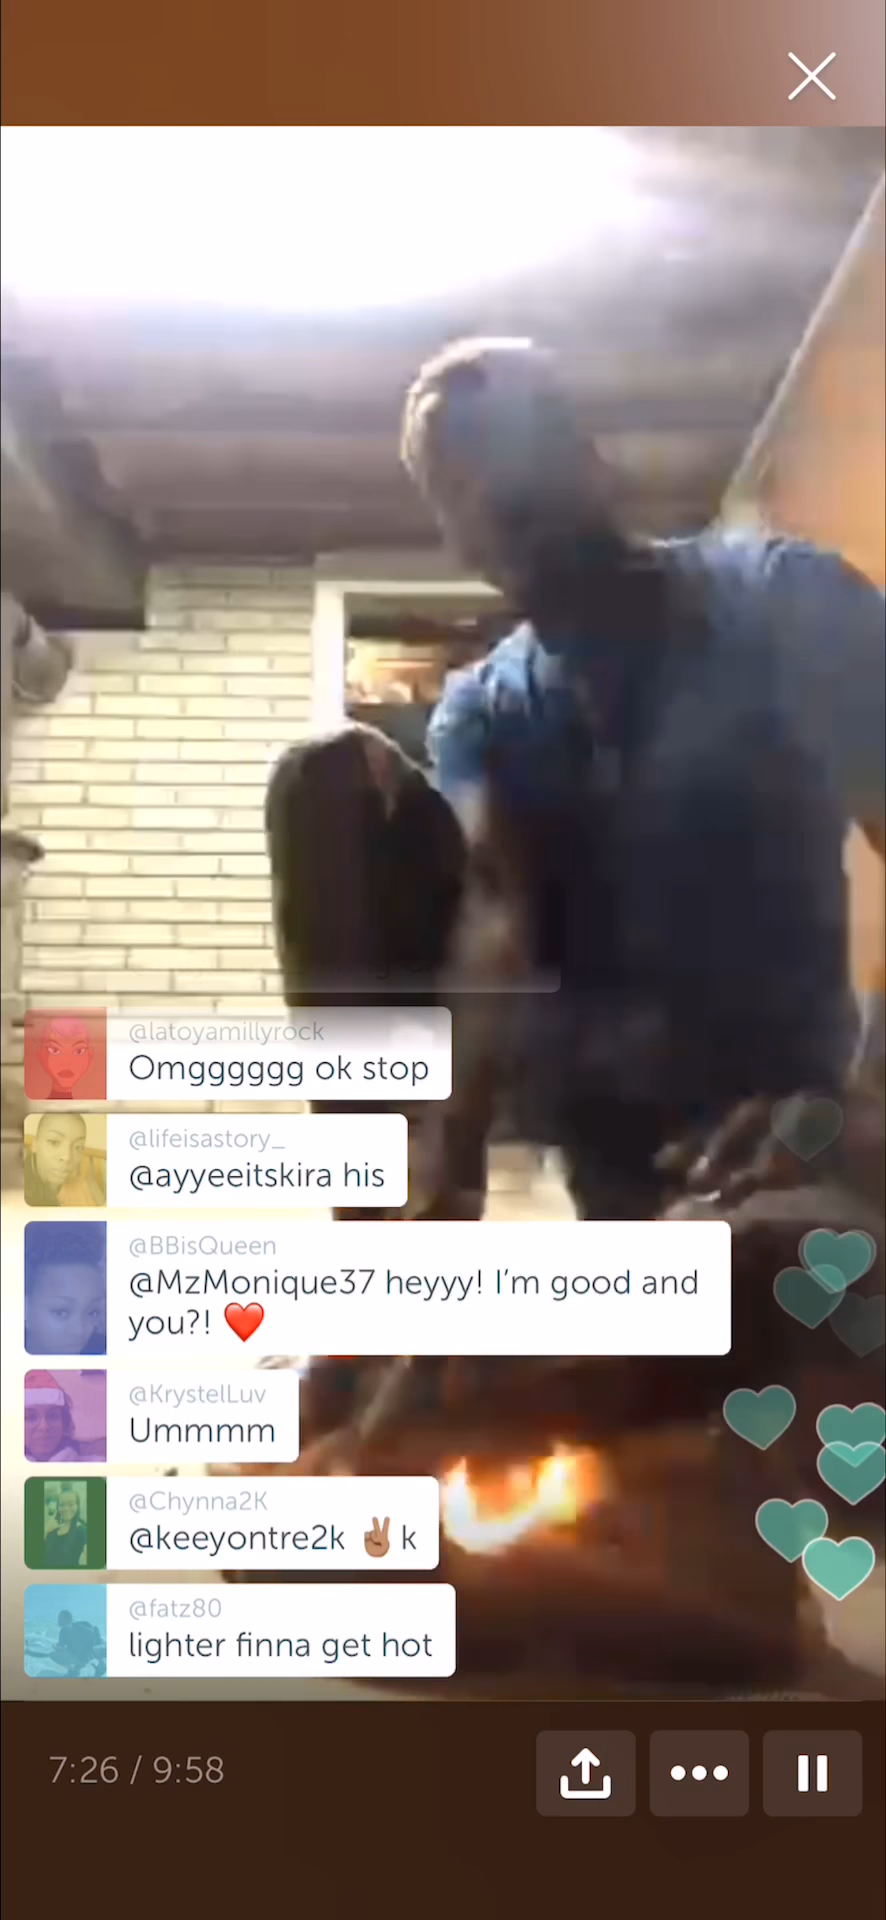 @latoyamillyrock
Omgggggg ok stop
@lifeisastory_
@ayyeeitskira his
@BBisQueen
@MzMonique37 heyyy! I'm good and
you?! ❤️
@KrystelLuv
Ummmm
@Chynna2K
@keeyontre2k ✌🏽 k
@fatz80
lighter finna get hot
7:26 / 9:58